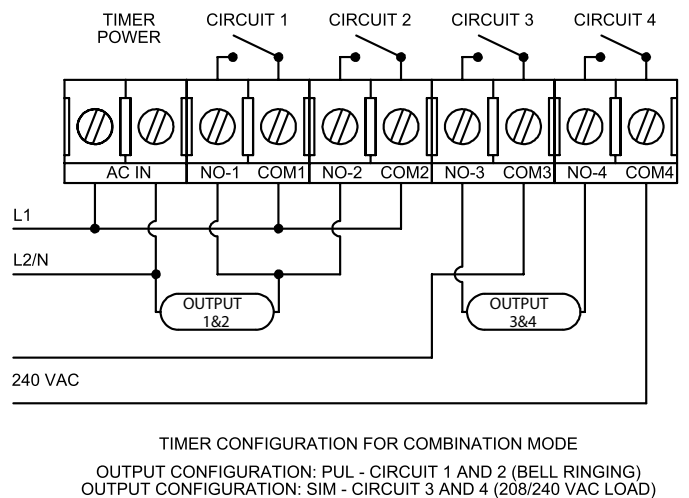 TIMER POWER
CIRCUIT 1
CIRCUIT 2
CIRCUIT 3
CIRCUIT 4
AC IN
NO-1
COM1
NO-2
COM2
NO-3
COM3
NO-4
COM4
L1
L2/N
OUTPUT
1&2
OUTPUT
3&4
240 VAC
TIMER CONFIGURATION FOR COMBINATION MODE
OUTPUT CONFIGURATION: PUL - CIRCUIT 1 AND 2 (BELL RINGING)
OUTPUT CONFIGURATION: SIM - CIRCUIT 3 AND 4 (208/240 VAC LOAD)